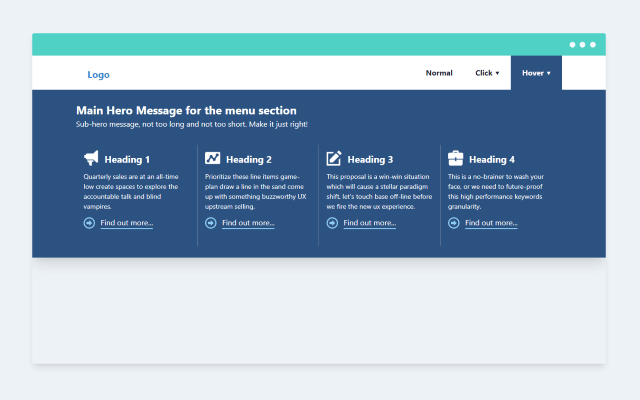 Logo
Normal
Click ▾
Hover ▾
Main Hero Message for the menu section
Sub-hero message, not too long and not too short. Make it just right!
Heading 1
Quarterly sales are at an all-time
low create spaces to explore the
accountable talk and blind
vampires.
Find out more...
Heading 2
Prioritize these line items game-
plan draw a line in the sand come
up with something buzzworthy UX
upstream selling.
Find out more...
Heading 3
This proposal is a win-win situation
which will cause a stellar paradigm
shift, let's touch base off-line before
we fire the new ux experience.
Find out more...
Heading 4
This is a no-brainer to wash your
face, or we need to future-proof
this high performance keywords
granularity.
Find out more...